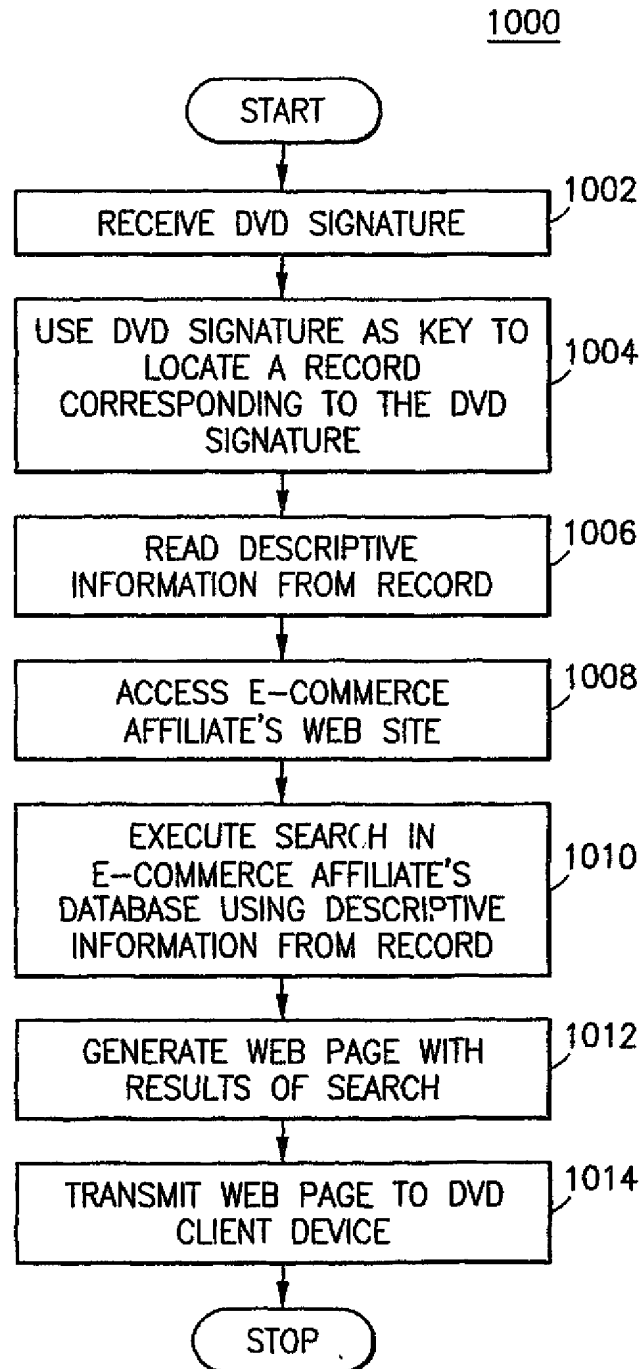 1000
START
1002
RECEIVE DVD SIGNATURE
1004
USE DVD SIGNATURE AS KEY TO
LOCATE A RECORD
CORRESPONDING TO THE DVD
SIGNATURE
1006
READ DESCRIPTIVE
INFORMATION FROM RECORD
1008
ACCESS E-COMMERCE
AFFILIATE'S WEB SITE
1010
EXECUTE SEARCH IN
E-COMMERCE AFFILIATE'S
DATABASE USING DESCRIPTIVE
INFORMATION FROM RECORD
1012
GENERATE WEB PAGE WITH
RESULTS OF SEARCH
1014
TRANSMIT WEB PAGE TO DVD
CLIENT DEVICE
STOP